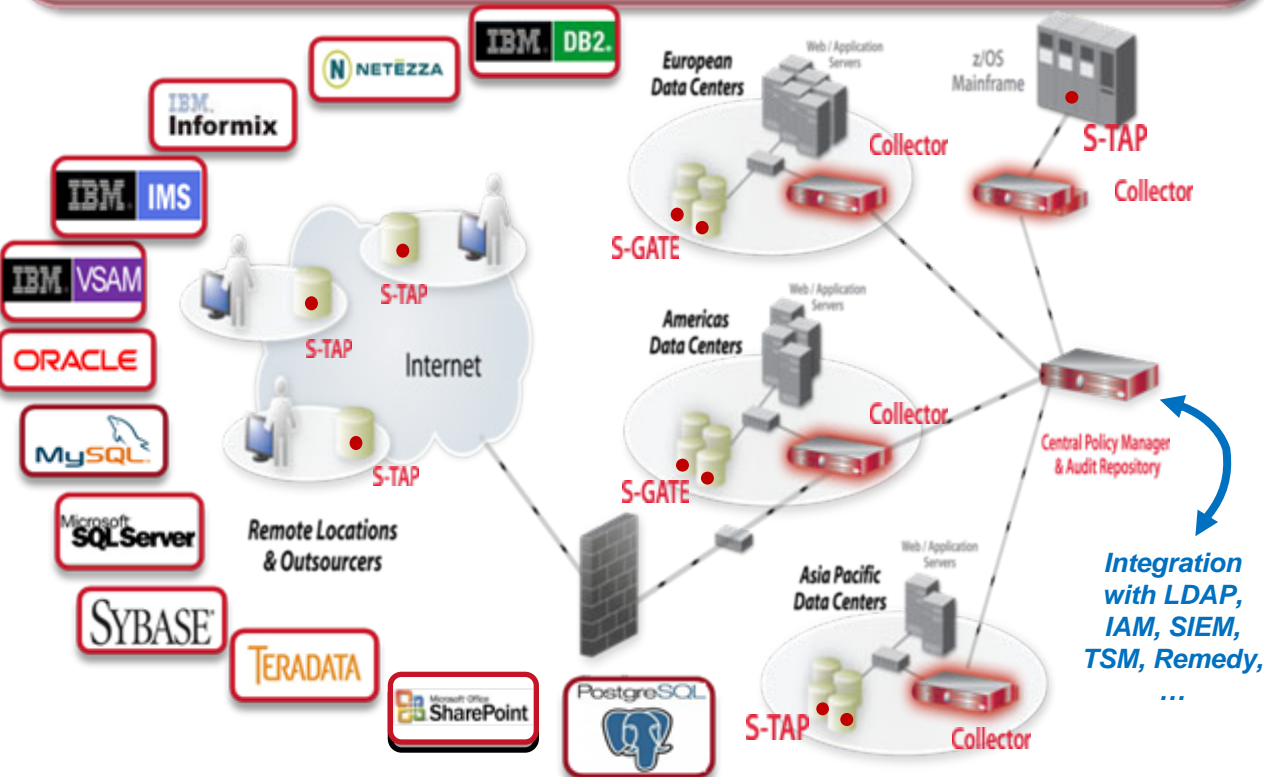 IBM. DB2.
NETEZZA
IBM.
Informix
IBM. IMS
IBM. VSAM
ORACLE
MySQL
Microsoft
SQL Server
SYBASE
TERADATA
Microsoft Office
SharePoint
PostgreSQL
S-TAP
S-TAP
S-TAP
Internet
Remote Locations
& Outsourcers
European
Data Centers
Web / Application
Servers
Collector
S-GATE
z/OS
Mainframe
S-TAP
Collector
Americas
Data Centers
Web / Application
Servers
Collector
S-GATE
Central Policy Manager
& Audit Repository
Asia Pacific
Data Centers
Web / Application
Servers
S-TAP
Collector
Integration
with LDAP,
IAM, SIEM,
TSM, Remedy,
…